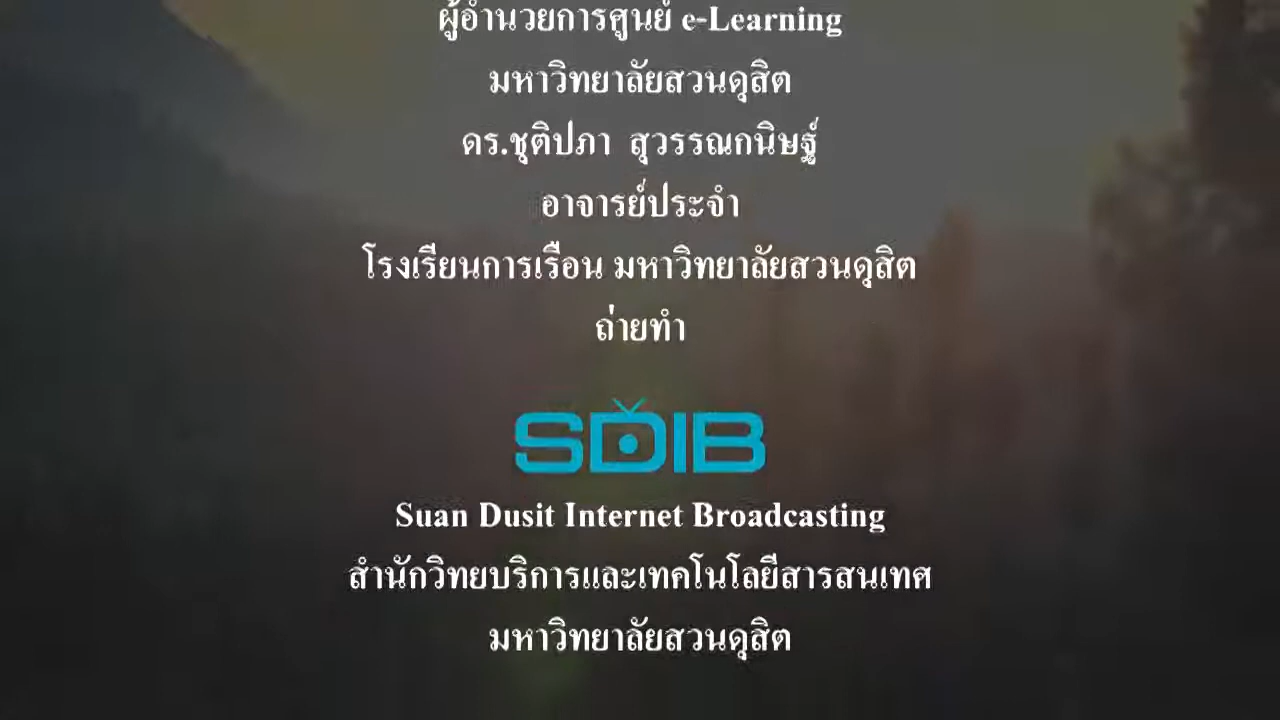 ผู้อำนวยการศูนย์ e-Learning
มหาวิทยาลัยสวนดุสิต
ดร.ชุติปภา สุวรรณกนิษฐ์
อาจารย์ประจำ
โรงเรียนการเรือน มหาวิทยาลัยสวนดุสิต
ถ่ายทำ
SDIB
Suan Dusit Internet Broadcasting
สำนักวิทยบริการและเทคโนโลยีสารสนเทศ
มหาวิทยาลัยสวนดุสิต